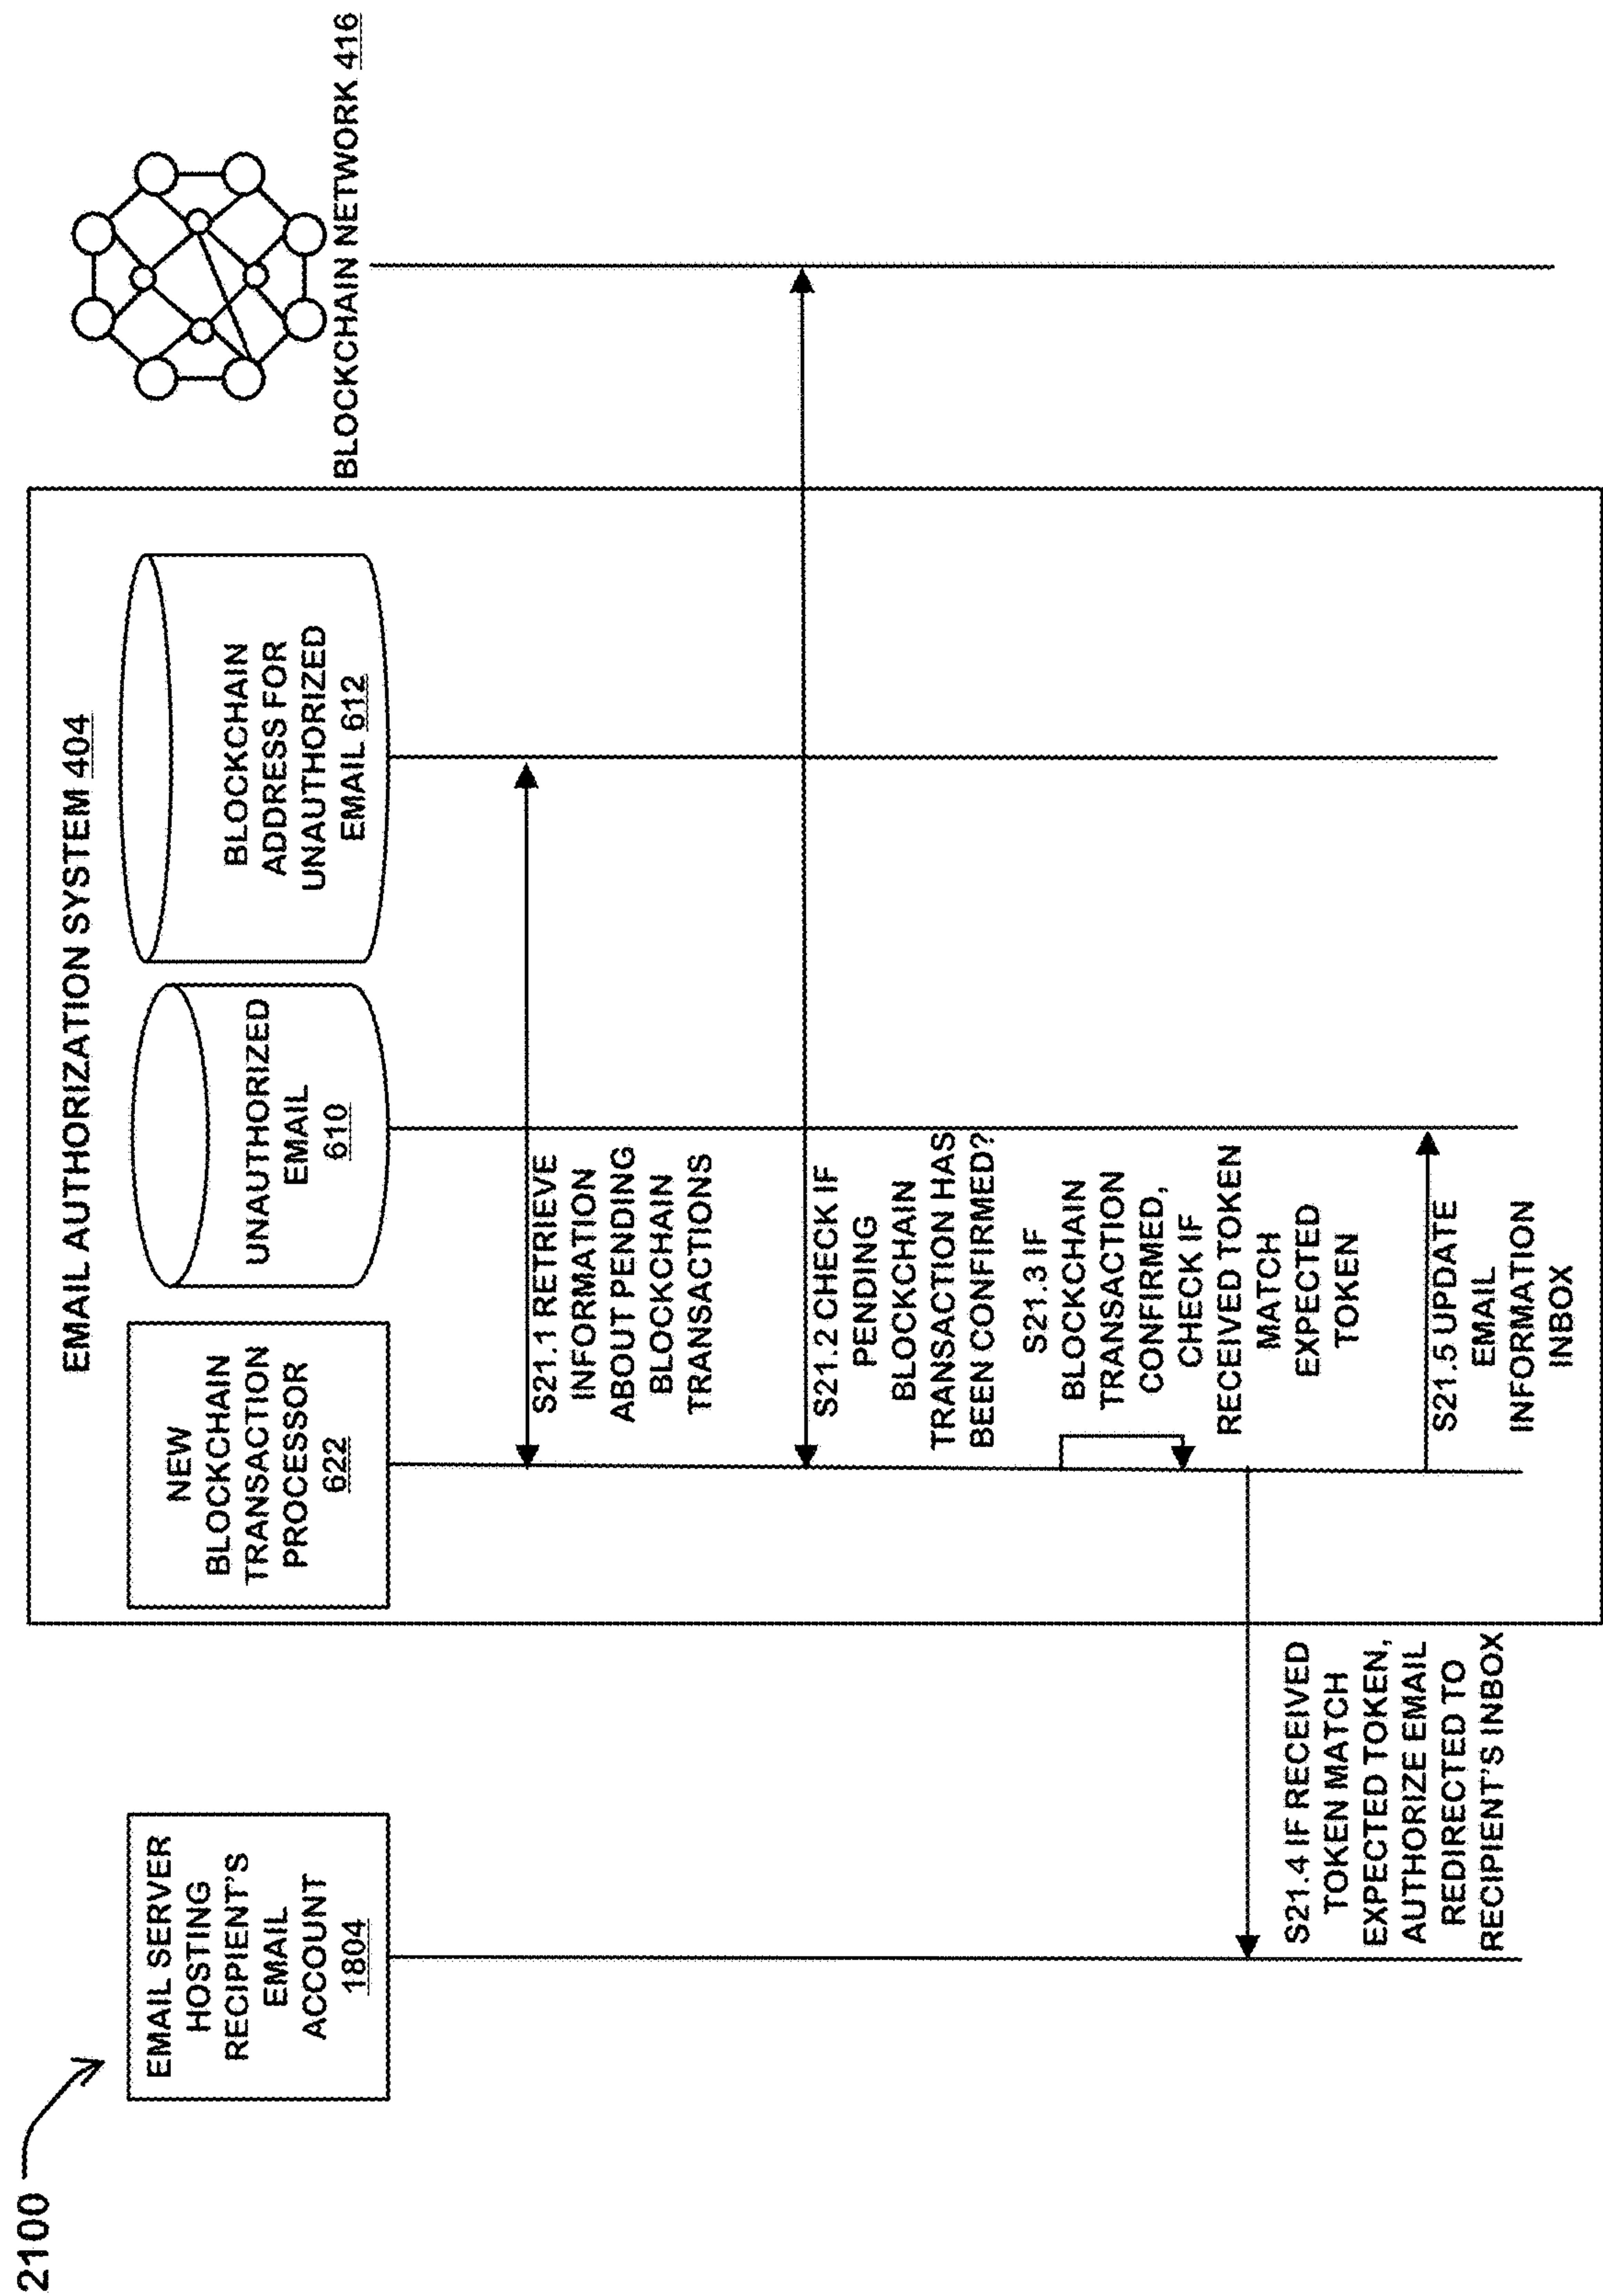 2100
EMAIL SERVER
HOSTING
RECIPIENT'S
EMAIL
ACCOUNT
1804
EMAIL AUTHORIZATION SYSTEM 404
NEW
BLOCKCHAIN
TRANSACTION
PROCESSOR
622
UNAUTHORIZED
EMAIL
610
BLOCKCHAIN
ADDRESS FOR
UNAUTHORIZED
EMAIL 612
BLOCKCHAIN NETWORK 416
S21.1 RETRIEVE
INFORMATION
ABOUT PENDING
BLOCKCHAIN
TRANSACTIONS
S21.2 CHECK IF
PENDING
BLOCKCHAIN
TRANSACTION HAS
BEEN CONFIRMED?
S21.3 IF
BLOCKCHAIN
TRANSACTION
CONFIRMED,
CHECK IF
RECEIVED TOKEN
MATCH
EXPECTED
TOKEN
S21.4 IF RECEIVED
TOKEN MATCH
EXPECTED TOKEN,
AUTHORIZE EMAIL
REDIRECTED TO
RECIPIENT'S INBOX
S21.5 UPDATE
EMAIL
INFORMATION
INBOX